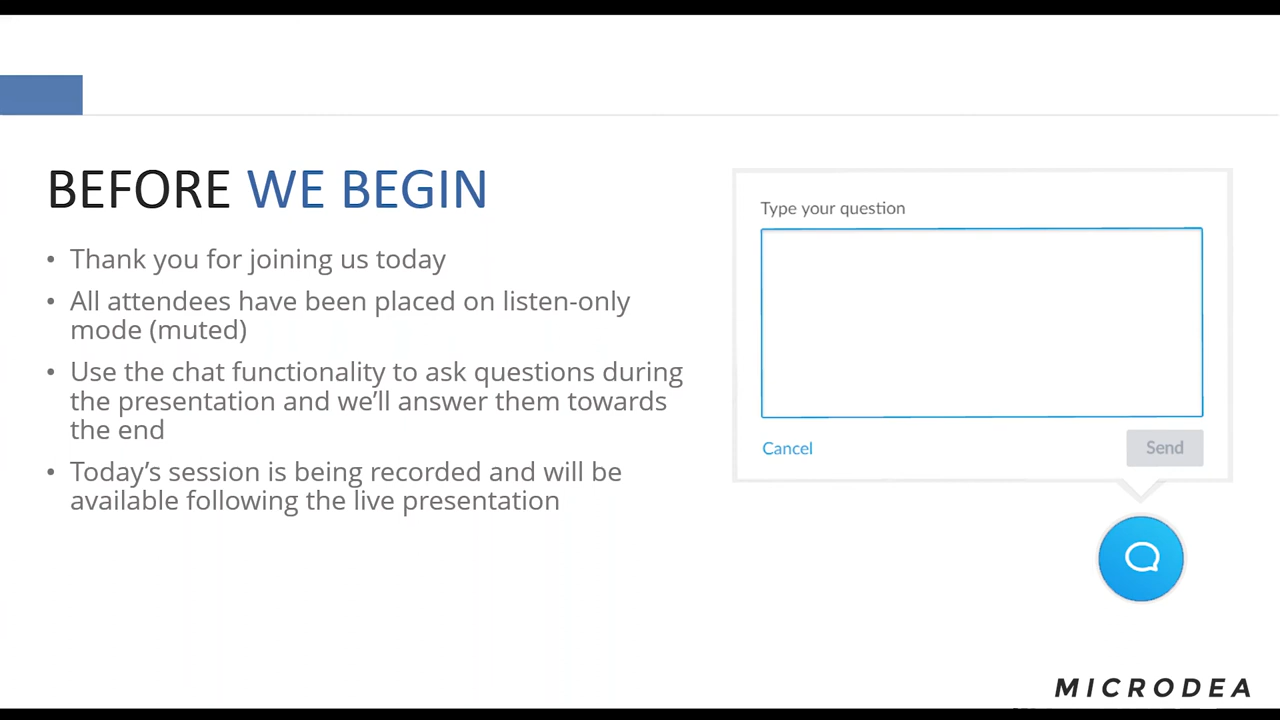 BEFORE WE BEGIN
• Thank you for joining us today
• All attendees have been placed on listen-only
mode (muted)
• Use the chat functionality to ask questions during
the presentation and we’ll answer them towards
the end
• Today’s session is being recorded and will be
available following the live presentation
Type your question
Cancel
Send
MICRODEA